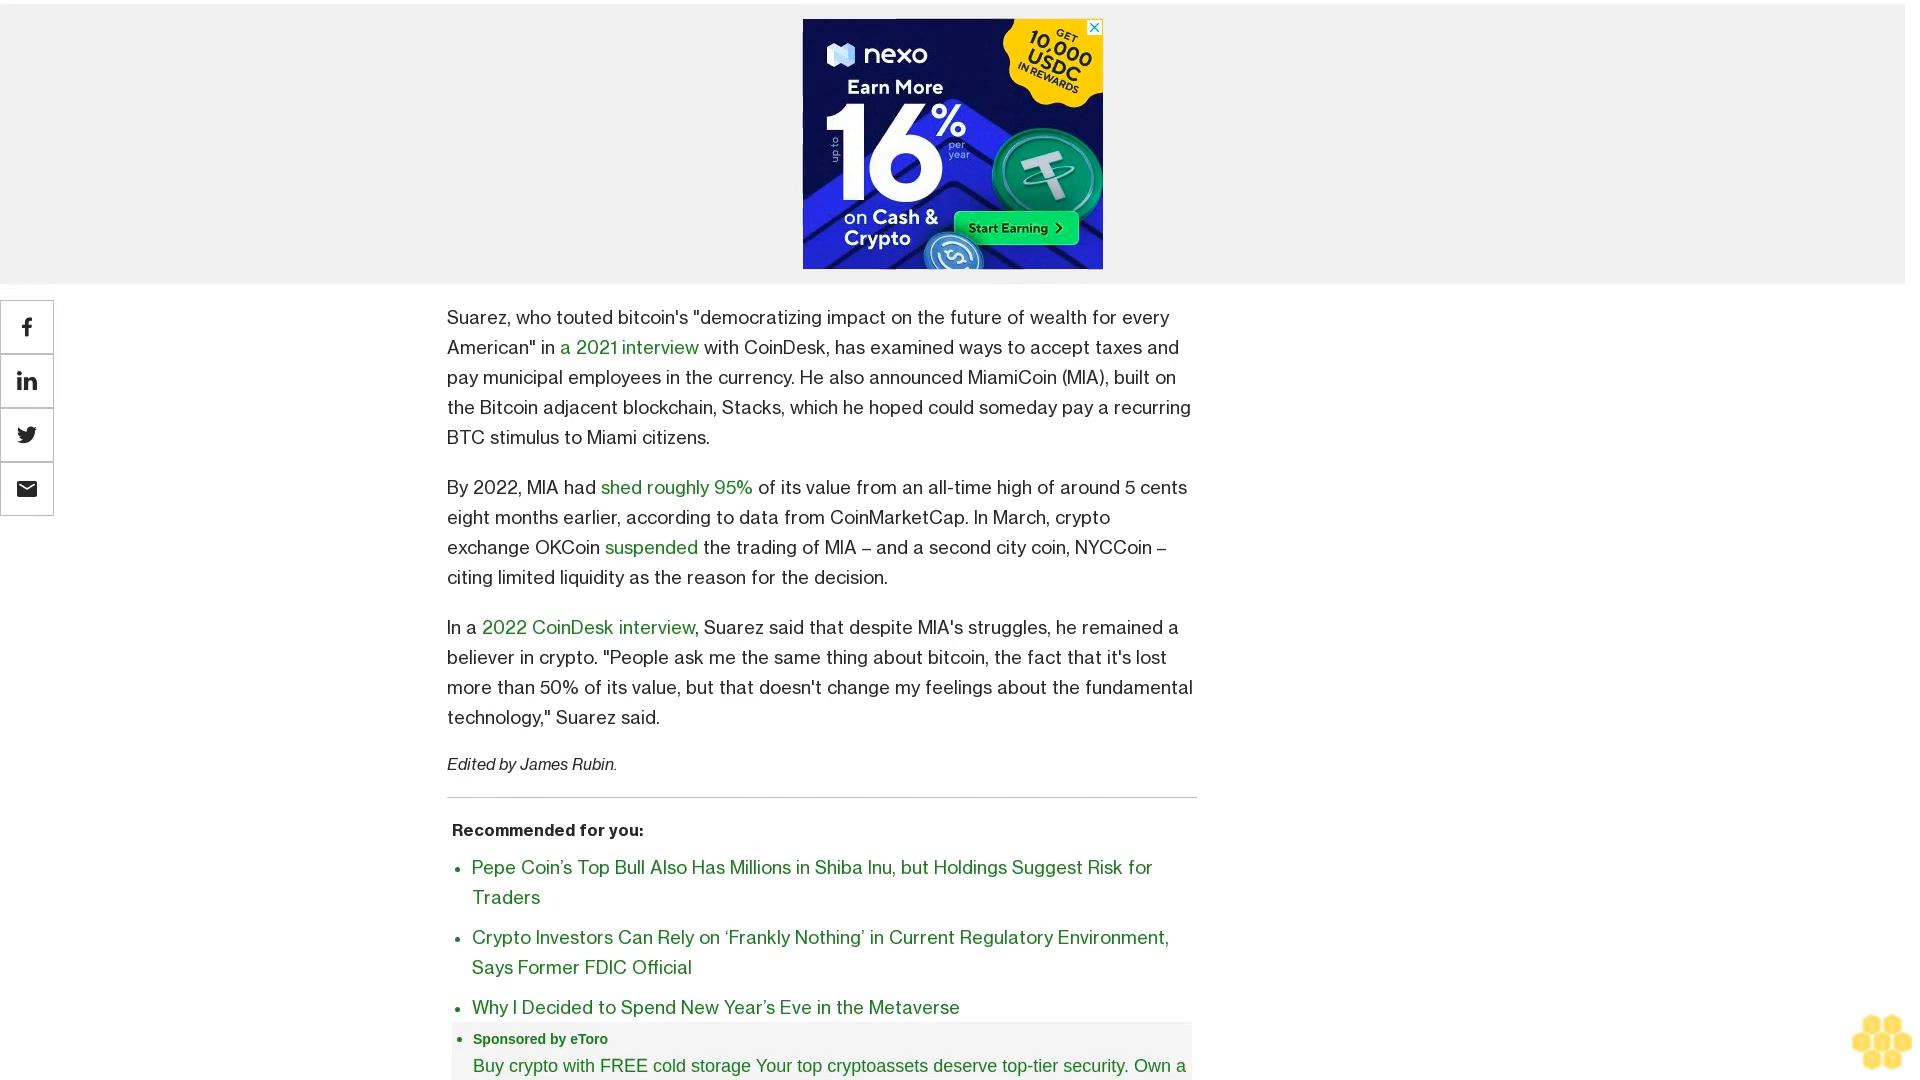 nexo
GET
10,000
USDC
IN REWARDS
Earn More
up to
16%
per
year
on Cash &
Crypto
Start Earning
Suarez, who touted bitcoin's "democratizing impact on the future of wealth for every
American" in a 2021 interview with CoinDesk, has examined ways to accept taxes and
pay municipal employees in the currency. He also announced MiamiCoin (MIA), built on
the Bitcoin adjacent blockchain, Stacks, which he hoped could someday pay a recurring
BTC stimulus to Miami citizens.
By 2022, MIA had shed roughly 95% of its value from an all-time high of around 5 cents
eight months earlier, according to data from CoinMarketCap. In March, crypto
exchange OKCoin suspended the trading of MIA – and a second city coin, NYCCoin –
citing limited liquidity as the reason for the decision.
In a 2022 CoinDesk interview, Suarez said that despite MIA's struggles, he remained a
believer in crypto. "People ask me the same thing about bitcoin, the fact that it's lost
more than 50% of its value, but that doesn't change my feelings about the fundamental
technology," Suarez said.
Edited by James Rubin.
Recommended for you:
• Pepe Coin’s Top Bull Also Has Millions in Shiba Inu, but Holdings Suggest Risk for
Traders
• Crypto Investors Can Rely on ‘Frankly Nothing’ in Current Regulatory Environment,
Says Former FDIC Official
• Why I Decided to Spend New Year’s Eve in the Metaverse
• Sponsored by eToro
Buy crypto with FREE cold storage Your top cryptoassets deserve top-tier security. Own a